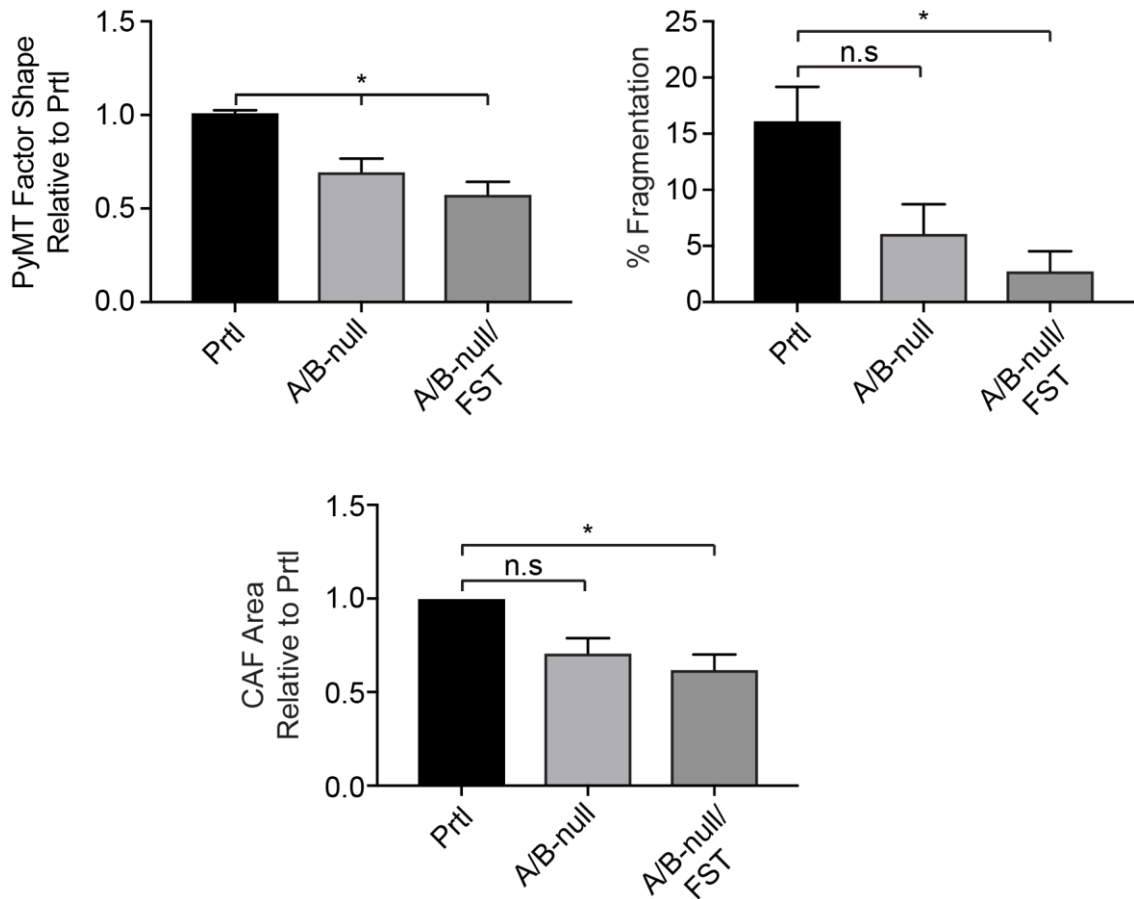 PyMT Factor Shape
Relative to Prtl
1.5
1.0
0.5
0.0
*
Prtl
A/B-null
A/B-null/
FST
% Fragmentation
25
20
15
10
5
0
*
n.s
Prtl
A/B-null
A/B-null/
FST
CAF Area
Relative to Prtl
1.5
1.0
0.5
0.0
*
n.s
Prtl
A/B-null
A/B-null/
FST